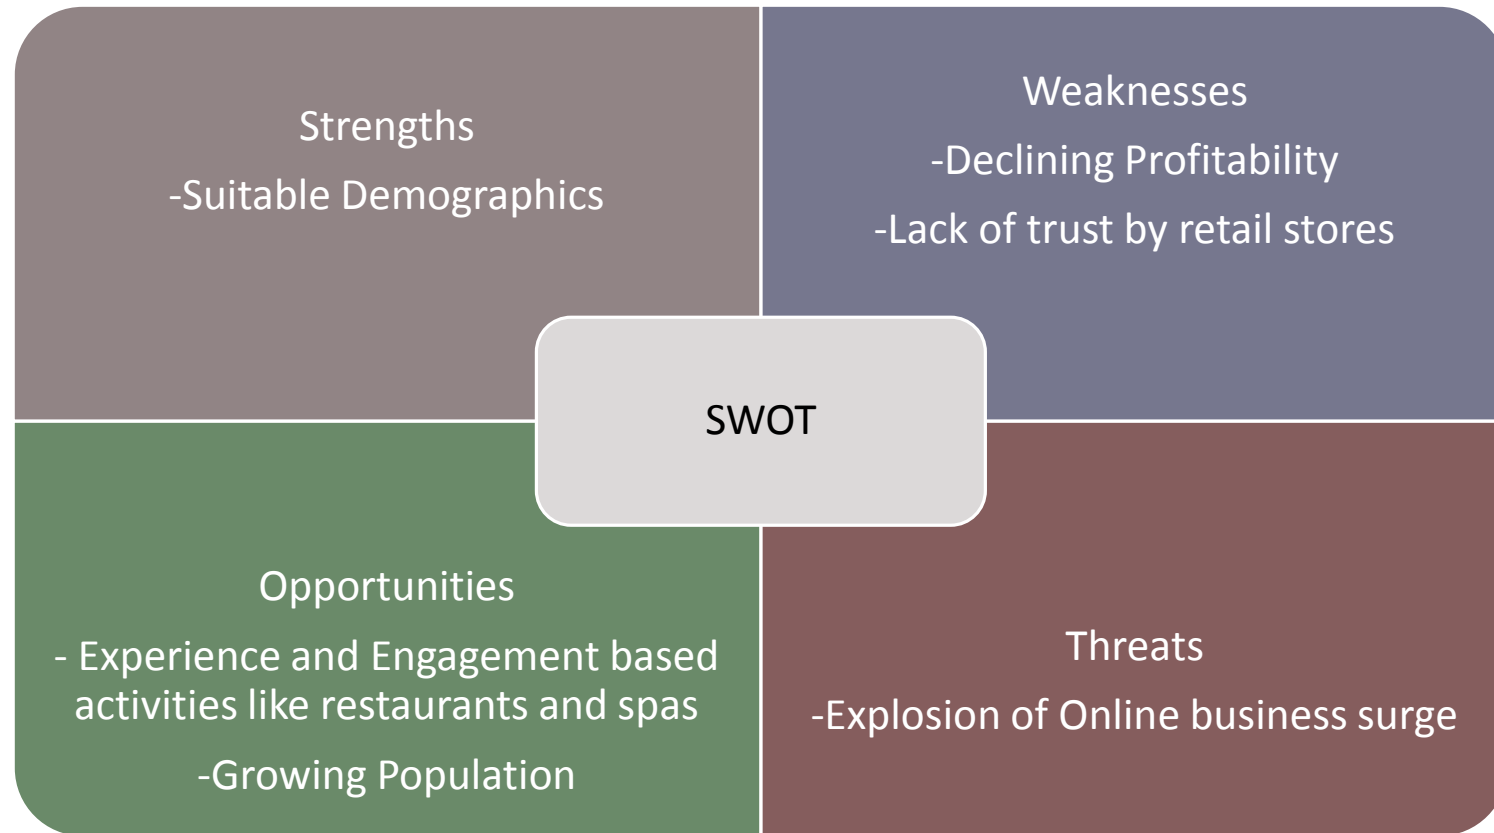 Strengths
-Suitable Demographics
Weaknesses
-Declining Profitability
-Lack of trust by retail stores
SWOT
Opportunities
- Experience and Engagement based
activities like restaurants and spas
-Growing Population
Threats
-Explosion of Online business surge